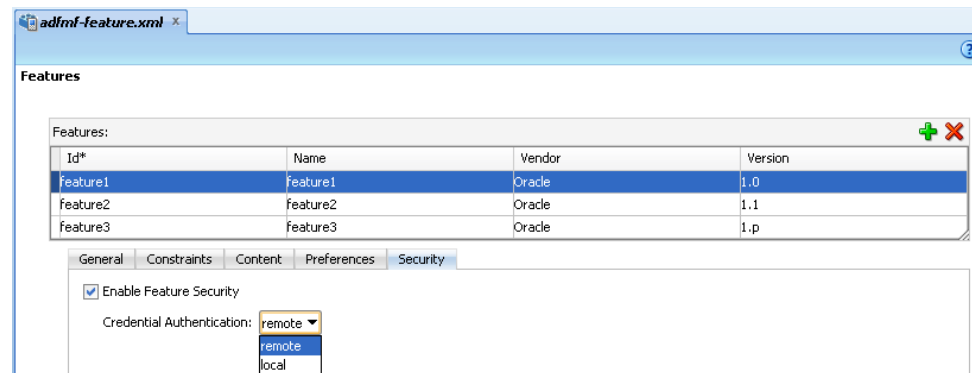 adfmf-feature.xml
Features
Features:
Id* Name Vendor Version
feature1 feature1 Oracle 1.0
feature2 feature2 Oracle 1.1
feature3 feature3 Oracle 1.p
General Constraints Content Preferences Security
Enable Feature Security
Credential Authentication: remote
remote
local